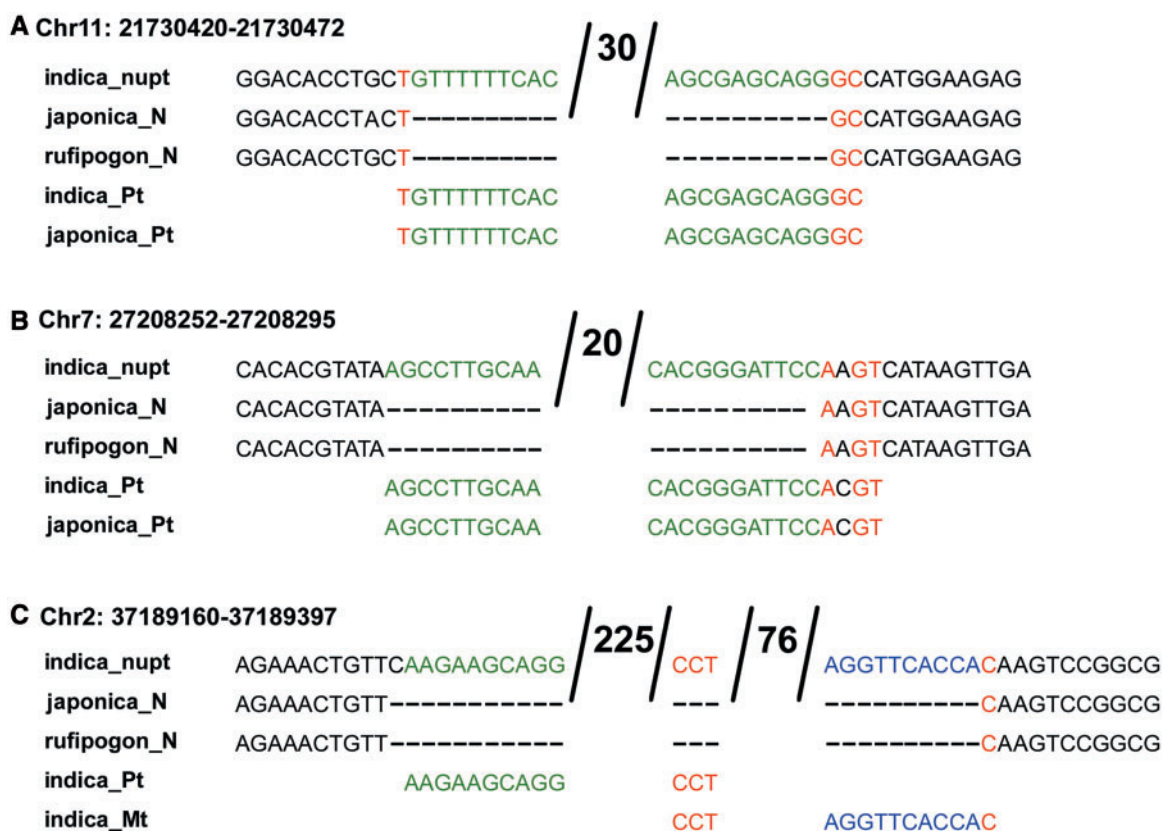 A Chr11: 21730420-21730472
30
indica_nupt GGACACCTGCTGTTTTTTCAC AGCGAGCAGGGCCATGGAAGAG
japonica_N GGACACCTACT---------- ----------GCCATGGAAGAG
rufipogon_N GGACACCTGCT---------- ----------GCCATGGAAGAG
indica_Pt TGTTTTTTCAC AGCGAGCAGGGC
japonica_Pt TGTTTTTTCAC AGCGAGCAGGGC
B Chr7: 27208252-27208295
20
indica_nupt CACACGTATAAGCCTTGCAA CACGGGATTCCAAGTCATAAGTTGA
japonica_N CACACGTATA---------- ---------- AAGTCATAAGTTGA
rufipogon_N CACACGTATA---------- ---------- AAGTCATAAGTTGA
indica_Pt AGCCTTGCAA CACGGGATTCCACGT
japonica_Pt AGCCTTGCAA CACGGGATTCCACGT
C Chr2: 37189160-37189397
225 76
indica_nupt AGAAACTGTTCAAGAAGCAGG CCT AGGTTCACCACAAGTCCGGCG
japonica_N AGAAACTGTT----------- --- ----------CAAGTCCGGCG
rufipogon_N AGAAACTGTT----------- --- ----------CAAGTCCGGCG
indica_Pt AAGAAGCAGG CCT
indica_Mt CCT AGGTTCACCAC